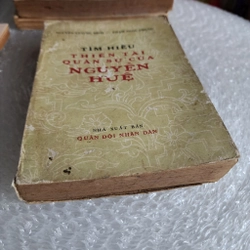 TÌM HIỂU
THIÊN TÀI
QUÂN SỰ CỦA
NGUYỄN
HUỆ
NHÀ XUẤT BẢN
QUÂN ĐỘI NHÂN DÂN